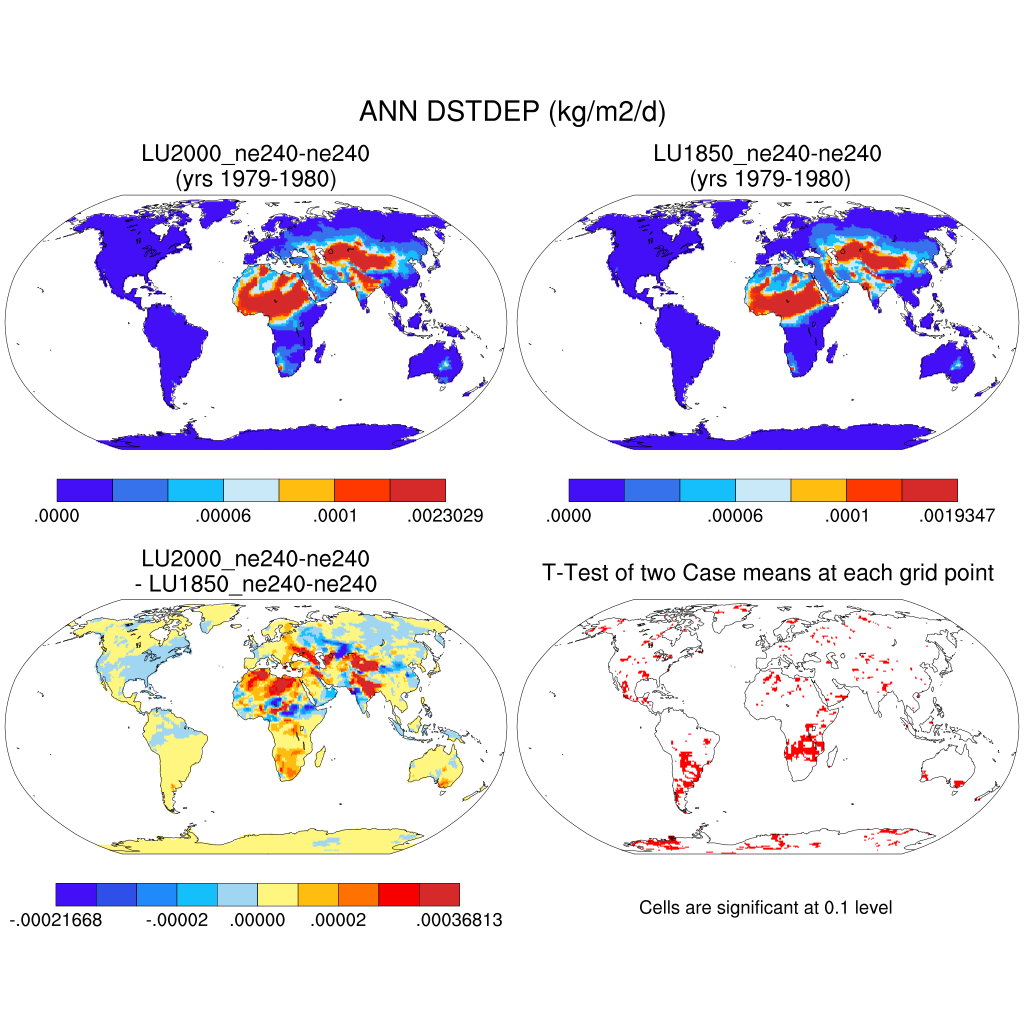 ANN DSTDEP (kg/m2/d)
LU2000_ne240-ne240
(yrs 1979-1980)
LU1850_ne240-ne240
(yrs 1979-1980)
.0000 .00006 .0001 .0023029
.0000 .00006 .0001 .0019347
LU2000_ne240-ne240
- LU1850_ne240-ne240
T-Test of two Case means at each grid point
-.00021668 -.00002 .00000 .00002 .00036813
Cells are significant at 0.1 level